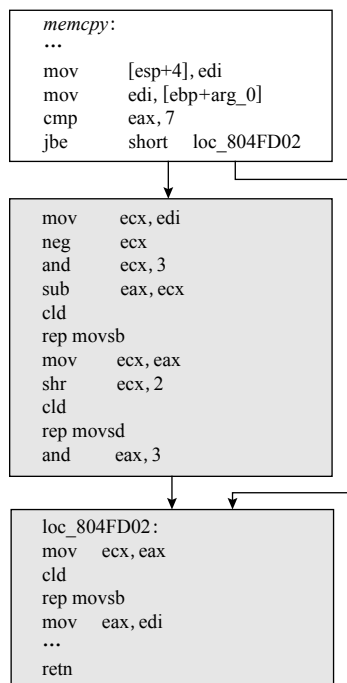 memcpy:
…
mov [esp+4], edi
mov edi, [ebp+arg_0]
cmp eax, 7
jbe short loc_804FD02
mov ecx, edi
neg ecx
and ecx, 3
sub eax, ecx
cld
rep movsb
mov ecx, eax
shr ecx, 2
cld
rep movsd
and eax, 3
loc_804FD02:
mov ecx, eax
cld
rep movsb
mov eax, edi
…
retn